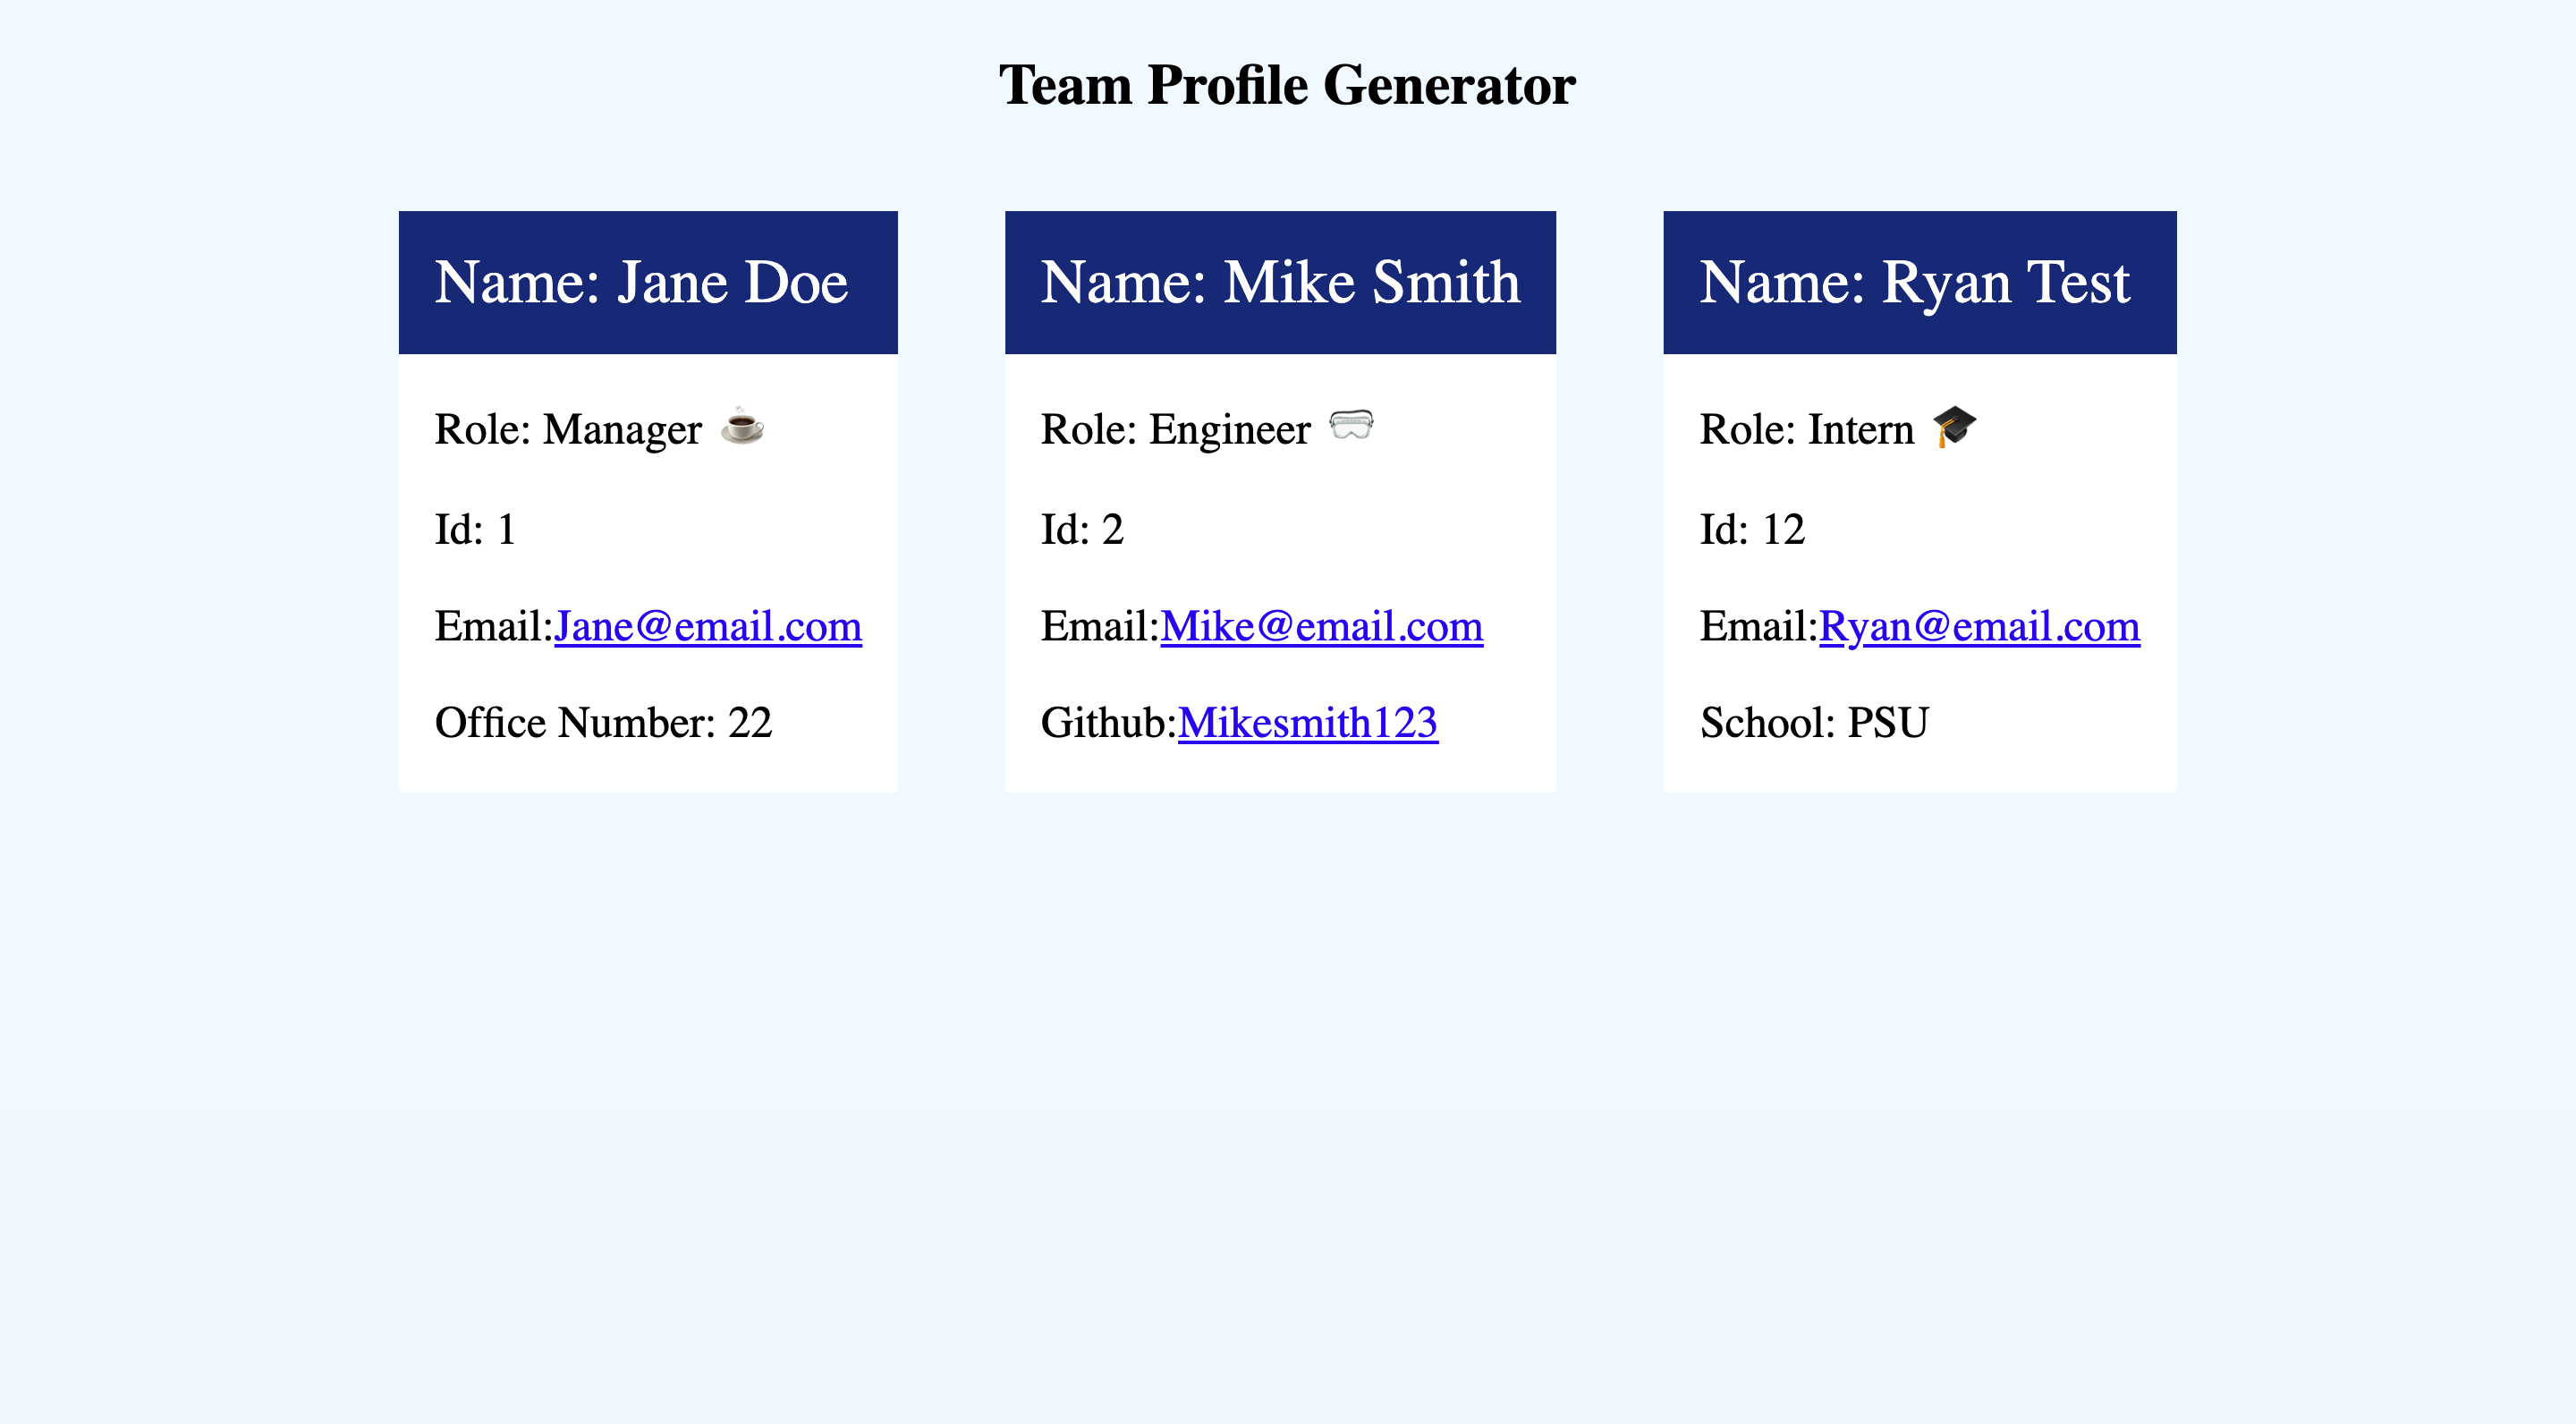 Team Profile Generator
Name: Jane Doe
Role: Manager ☕
Id: 1
Email:Jane@email.com
Office Number: 22
Name: Mike Smith
Role: Engineer 🥽
Id: 2
Email:Mike@email.com
Github:Mikesmith123
Name: Ryan Test
Role: Intern 🎓
Id: 12
Email:Ryan@email.com
School: PSU